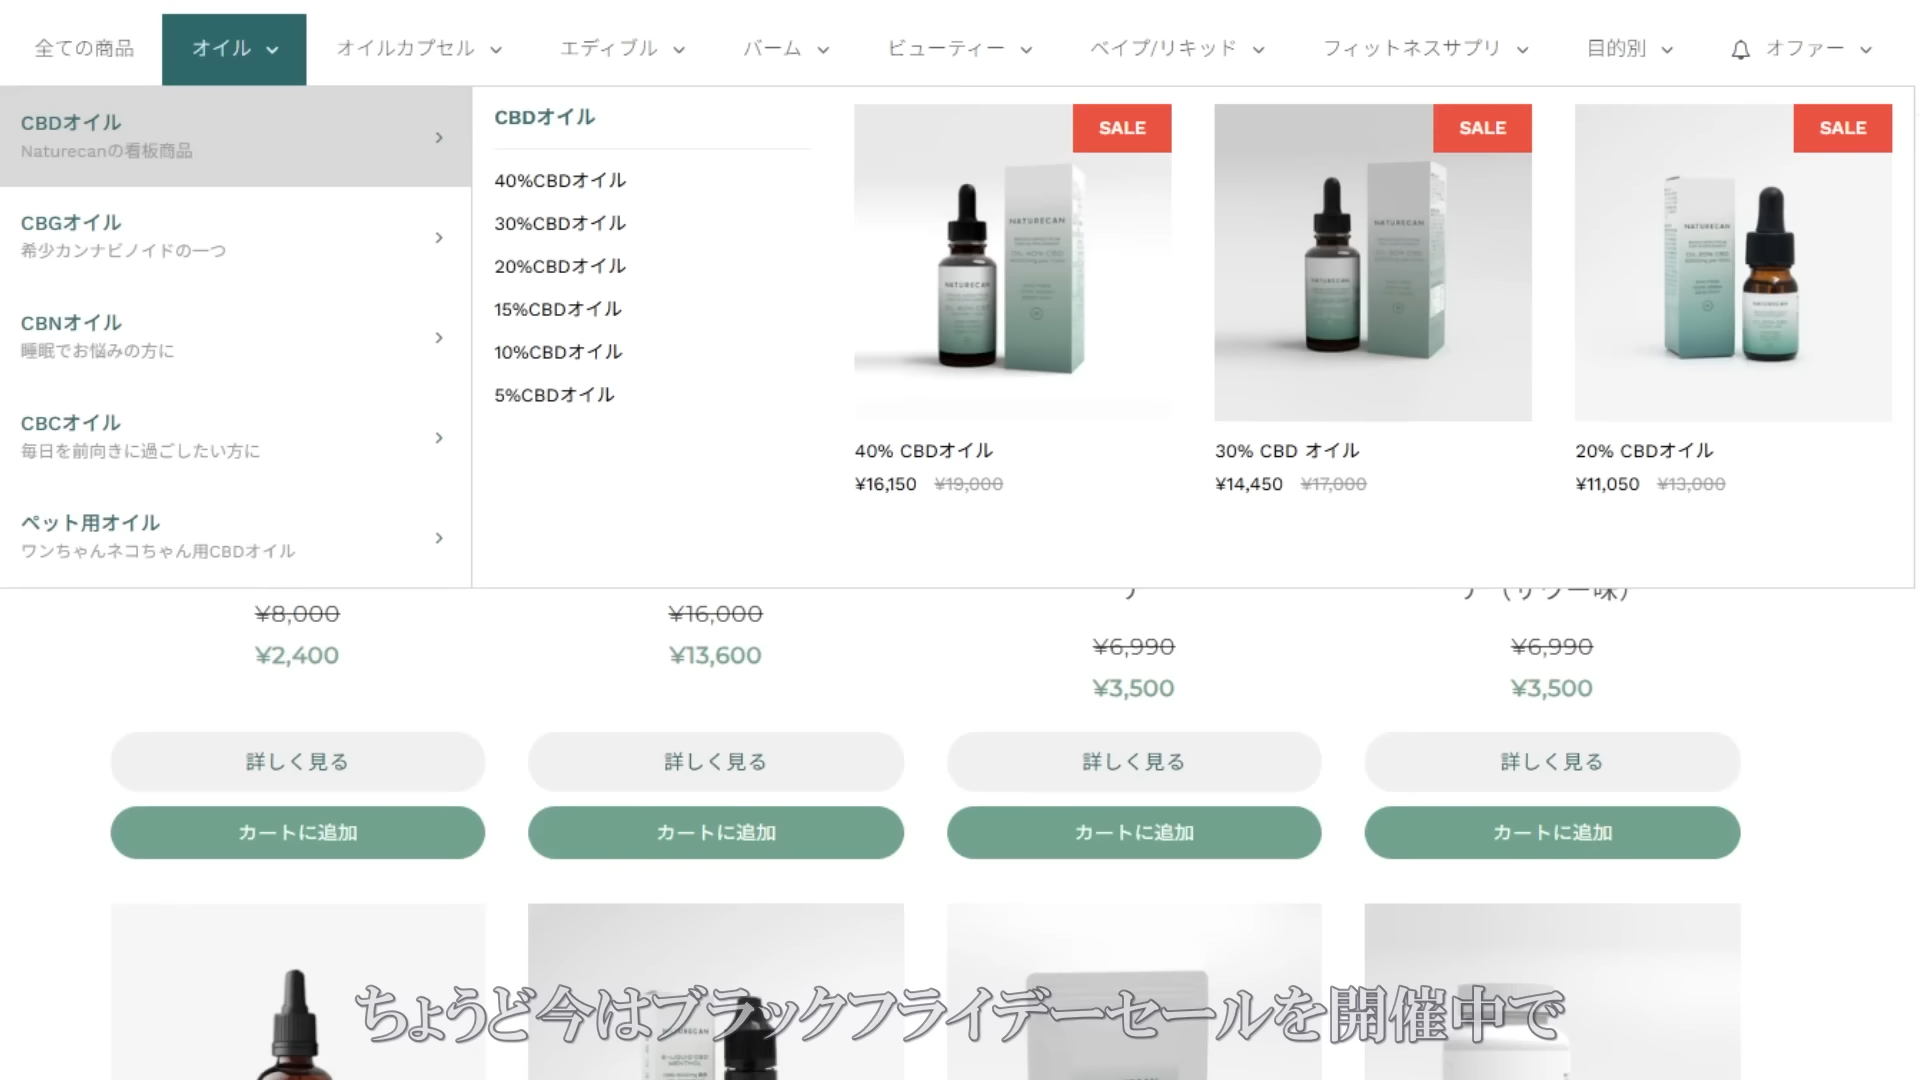 全ての商品
オイル
オイルカプセル
エディブル
バーム
ビューティー
ベイプ/リキッド
フィットネスサプリ
目的別
オファー
CBDオイル
Naturecanの看板商品
CBGオイル
希少カンナビノイドの一つ
CBNオイル
睡眠でお悩みの方に
CBCオイル
毎日を前向きに過ごしたい方に
ペット用オイル
ワンちゃんネコちゃん用CBDオイル
CBDオイル
40%CBDオイル
30%CBDオイル
20%CBDオイル
15%CBDオイル
10%CBDオイル
5%CBDオイル
SALE
NATURECAN
NATURECAN
40% CBDオイル
¥16,150 ¥19,000
SALE
NATURECAN
NATURECAN
30% CBD オイル
¥14,450 ¥17,000
SALE
NATURECAN
NATURECAN
20% CBDオイル
¥11,050 ¥13,000
¥8,000
¥2,400
詳しく見る
カートに追加
¥16,000
¥13,600
詳しく見る
カートに追加
¥6,990
¥3,500
詳しく見る
カートに追加
¥6,990
¥3,500
詳しく見る
カートに追加
ちょうど今はブラックフライデーセールを開催中で